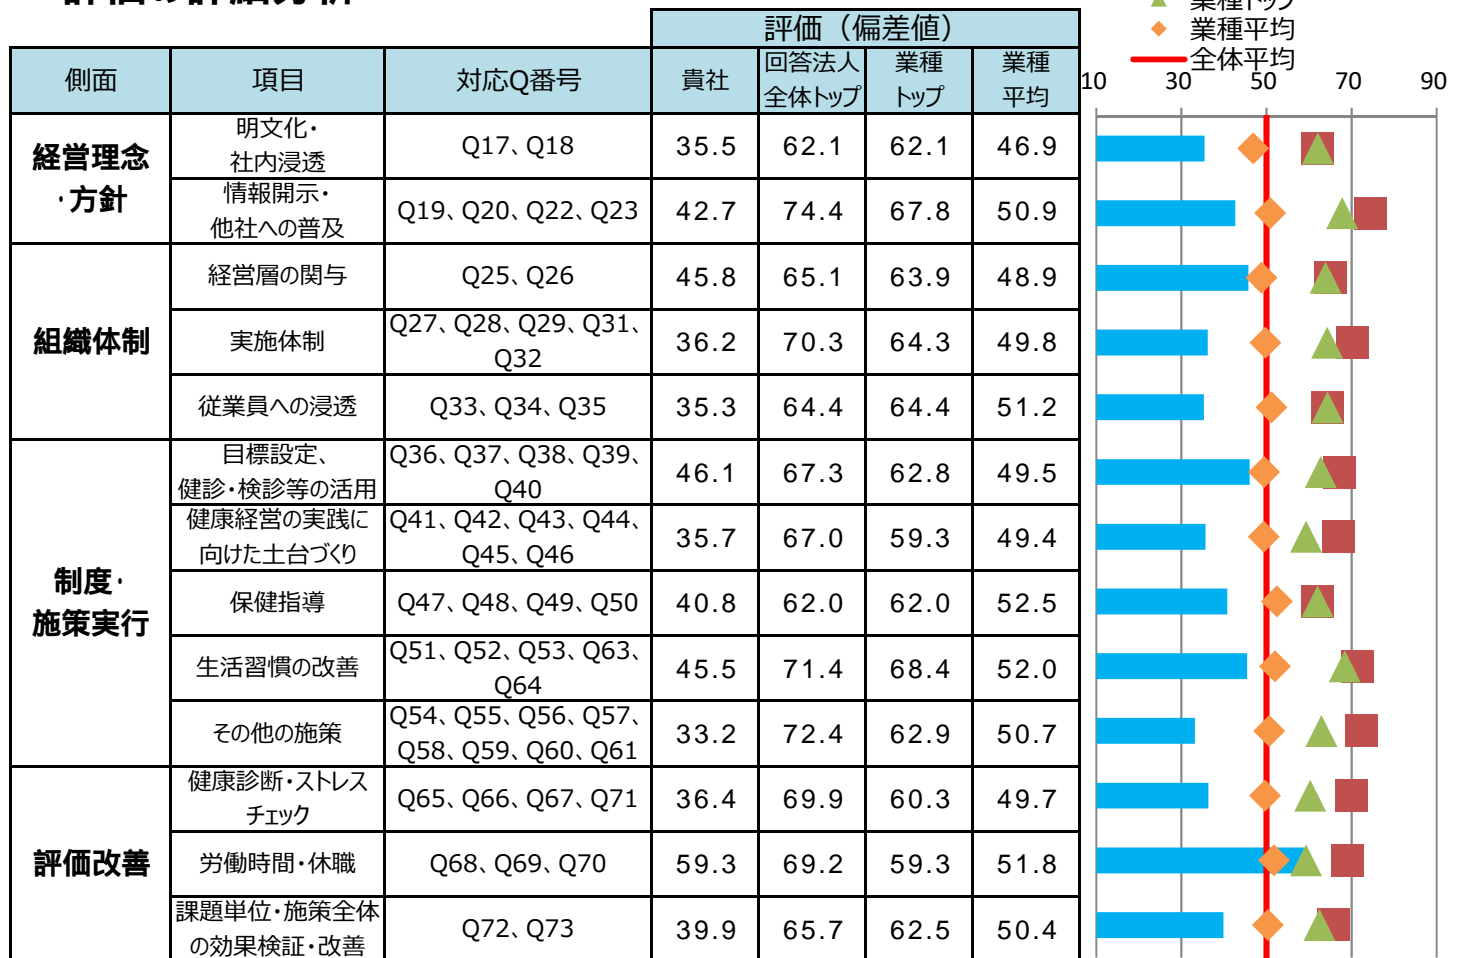 評価の詳細分析
業種トップ
業種平均
全体平均
評価（偏差値）
側面 項目 対応Q番号 貴社 回答法人 業種 業種
全体トップ トップ 平均
10 30 50 70 90
経営理念
・方針
明文化・
社内浸透
Q17、Q18 35.5 62.1 62.1 46.9
情報開示・
他社への普及
Q19、Q20、Q22、Q23 42.7 74.4 67.8 50.9
組織体制
経営層の関与 Q25、Q26 45.8 65.1 63.9 48.9
実施体制
Q27、Q28、Q29、Q31、
Q32
36.2 70.3 64.3 49.8
従業員への浸透 Q33、Q34、Q35 35.3 64.4 64.4 51.2
制度・
施策実行
目標設定、
健診・検診等の活用
Q36、Q37、Q38、Q39、
Q40
46.1 67.3 62.8 49.5
健康経営の実践に
向けた土台づくり
Q41、Q42、Q43、Q44、
Q45、Q46
35.7 67.0 59.3 49.4
保健指導 Q47、Q48、Q49、Q50 40.8 62.0 62.0 52.5
生活習慣の改善
Q51、Q52、Q53、Q63、
Q64
45.5 71.4 68.4 52.0
その他の施策
Q54、Q55、Q56、Q57、
Q58、Q59、Q60、Q61
33.2 72.4 62.9 50.7
評価改善
健康診断・ストレス
チェック
Q65、Q66、Q67、Q71 36.4 69.9 60.3 49.7
労働時間・休職 Q68、Q69、Q70 59.3 69.2 59.3 51.8
課題単位・施策全体
の効果検証・改善
Q72、Q73 39.9 65.7 62.5 50.4